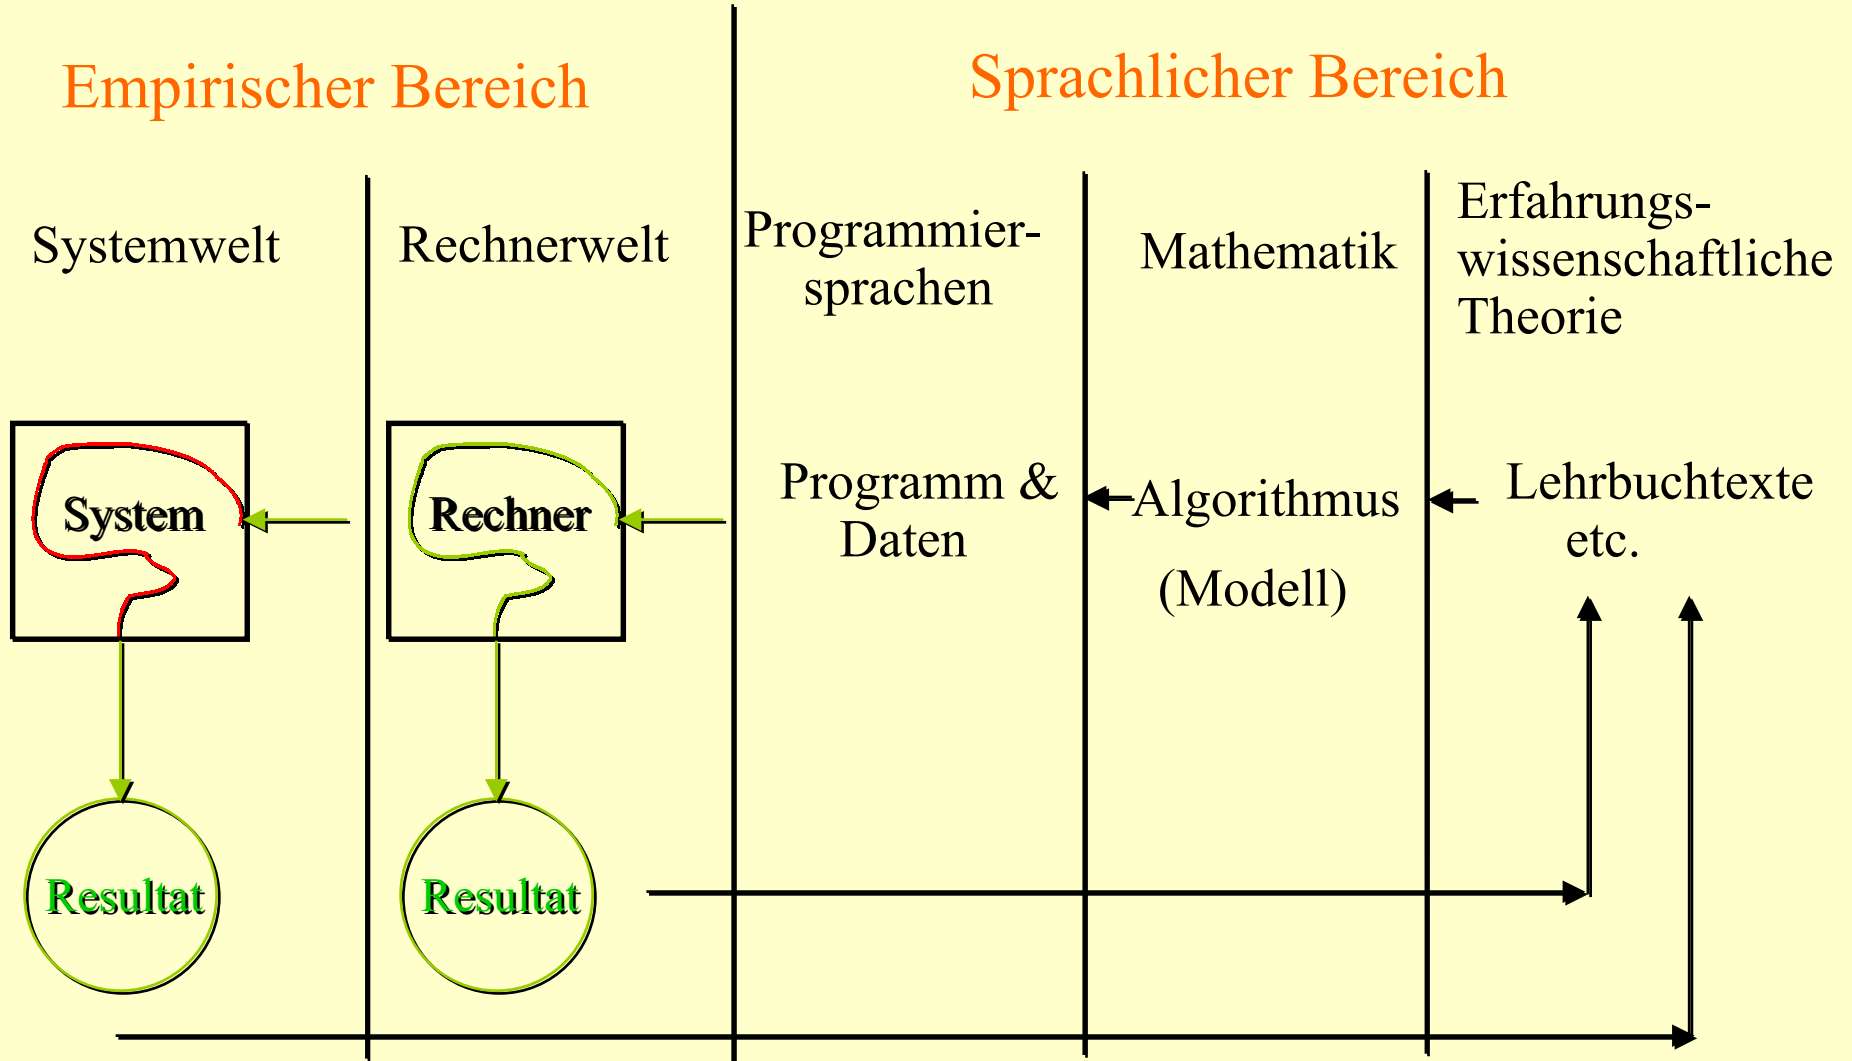 Empirischer Bereich
Sprachlicher Bereich
Systemwelt
Rechnerwelt
Programmier-
sprachen
Mathematik
Erfahrungs-
wissenschaftliche
Theorie
System
Rechner
Programm &
Daten
Algorithmus
(Modell)
Lehrbuchtexte
etc.
Resultat
Resultat